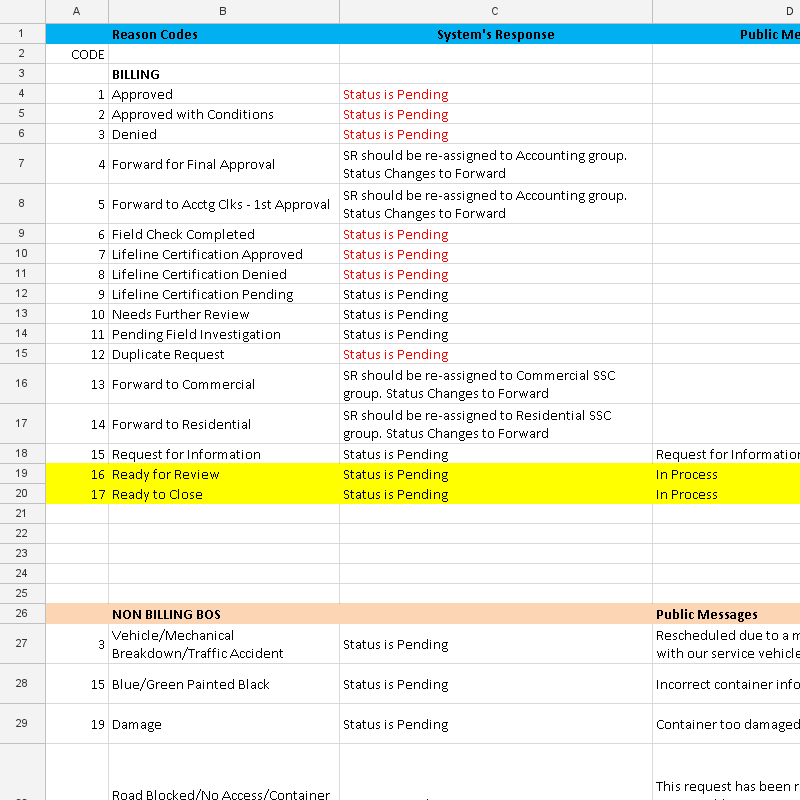 A B C D
1 Reason Codes System's Response Public Me
2 CODE
3 BILLING
4 1 Approved Status is Pending
5 2 Approved with Conditions Status is Pending
6 3 Denied Status is Pending
7 4 Forward for Final Approval SR should be re-assigned to Accounting group.
Status Changes to Forward
8 5 Forward to Acctg Clks - 1st Approval SR should be re-assigned to Accounting group.
Status Changes to Forward
9 6 Field Check Completed Status is Pending
10 7 Lifeline Certification Approved Status is Pending
11 8 Lifeline Certification Denied Status is Pending
12 9 Lifeline Certification Pending Status is Pending
13 10 Needs Further Review Status is Pending
14 11 Pending Field Investigation Status is Pending
15 12 Duplicate Request Status is Pending
16 13 Forward to Commercial SR should be re-assigned to Commercial SSC
group. Status Changes to Forward
17 14 Forward to Residential SR should be re-assigned to Residential SSC
group. Status Changes to Forward
18 15 Request for Information Status is Pending Request for Information
19 16 Ready for Review Status is Pending In Process
20 17 Ready to Close Status is Pending In Process
21
22
23
24
25
26 NON BILLING BOS Public Messages
27 3 Vehicle/Mechanical
Breakdown/Traffic Accident Status is Pending Rescheduled due to a m
with our service vehicle
28 15 Blue/Green Painted Black Status is Pending Incorrect container info
29 19 Damage Status is Pending Container too damaged
Road Blocked/No Access/Container This request has been r